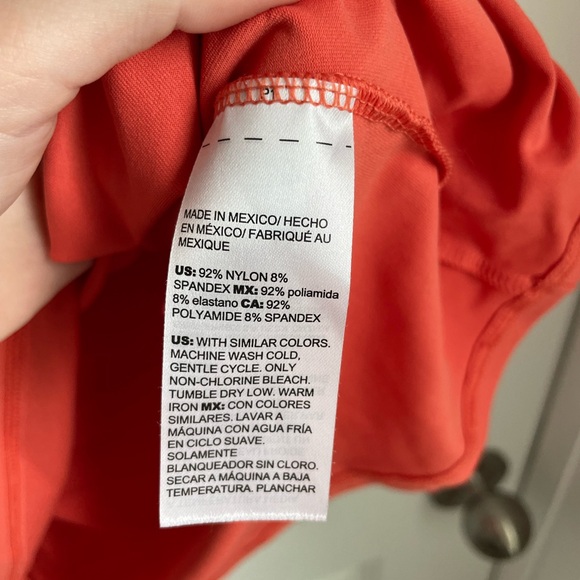 MADE IN MEXICO/ HECHO
EN MÉXICO/ FABRIQUÉ AU
MEXIQUE
US: 92% NYLON 8%
SPANDEX MX: 92% poliamida
8% elastano CA: 92%
POLYAMIDE 8% SPANDEX
US: WITH SIMILAR COLORS.
MACHINE WASH COLD,
GENTLE CYCLE. ONLY
NON-CHLORINE BLEACH.
TUMBLE DRY LOW. WARM
IRON MX: CON COLORES
SIMILARES. LAVAR A
MÁQUINA CON AGUA FRÍA
EN CICLO SUAVE.
SOLAMENTE
BLANQUEADOR SIN CLORO.
SECAR A MÁQUINA A BAJA
TEMPERATURA. PLANCHAR